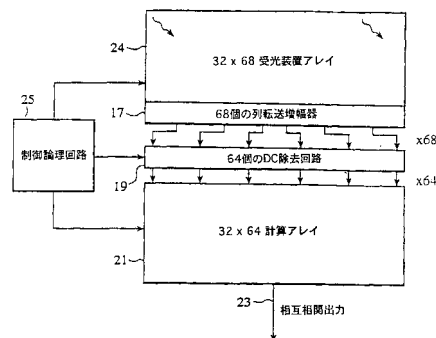 24
32 x 68 受光装置アレイ
25
17
68個の列転送増幅器
x68
制御論理回路
64個のDC除去回路
19
x64
32 x 64 計算アレイ
21
23
相互相関出力